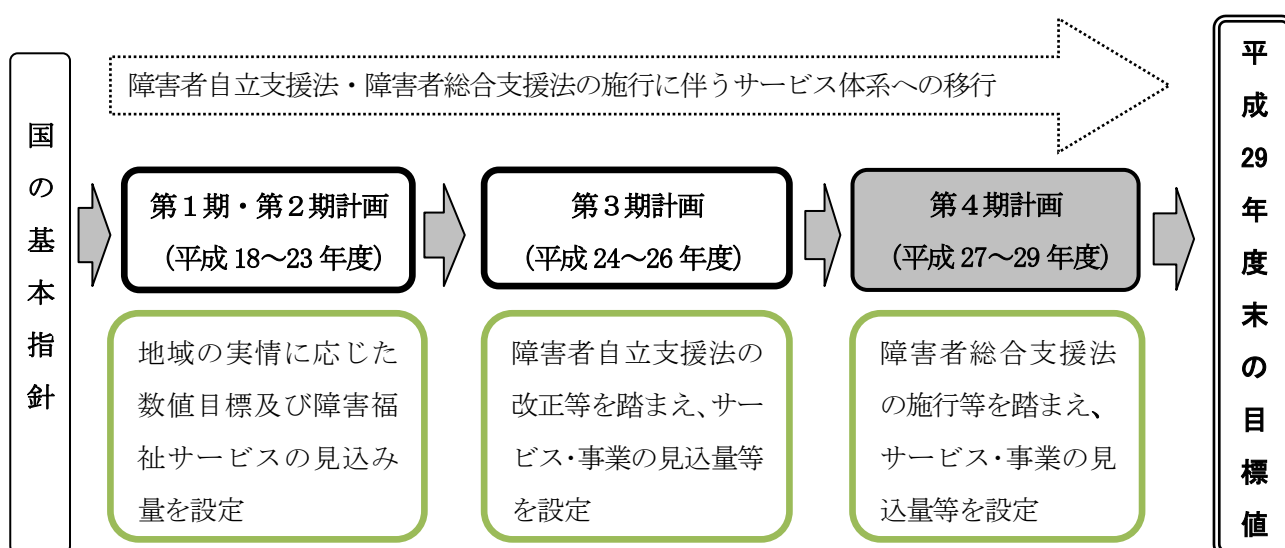 国の基本指針
障害者自立支援法・障害者総合支援法の施行に伴うサービス体系への移行
第１期・第２期計画
（平成 18～23 年度）
地域の実情に応じた
数値目標及び障害福
祉サービスの見込み
量を設定
第３期計画
（平成 24～26 年度）
障害者自立支援法の
改正等を踏まえ、サー
ビス・事業の見込量等
を設定
第４期計画
（平成 27～29 年度）
障害者総合支援法
の施行等を踏まえ、
サービス・事業の見
込量等を設定
平成29年度末の目標値